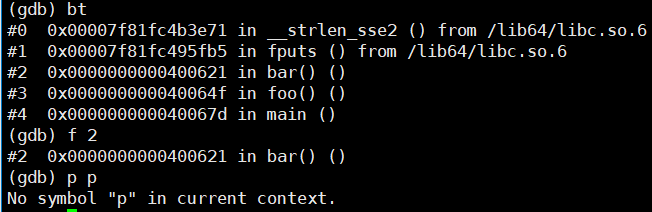 (gdb) bt
#0  0x00007f81fc4b3e71 in __strlen_sse2 () from /lib64/libc.so.6
#1  0x00007f81fc495fb5 in fputs () from /lib64/libc.so.6
#2  0x0000000000400621 in bar() ()
#3  0x000000000040064f in foo() ()
#4  0x000000000040067d in main ()
(gdb) f 2
#2  0x0000000000400621 in bar() ()
(gdb) p p
No symbol "p" in current context.